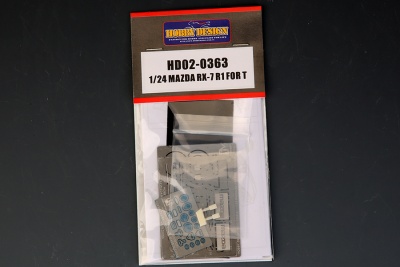 HOBBY DESIGN
HD02-0363
1/24 MAZDA RX-7 R1 FOR T